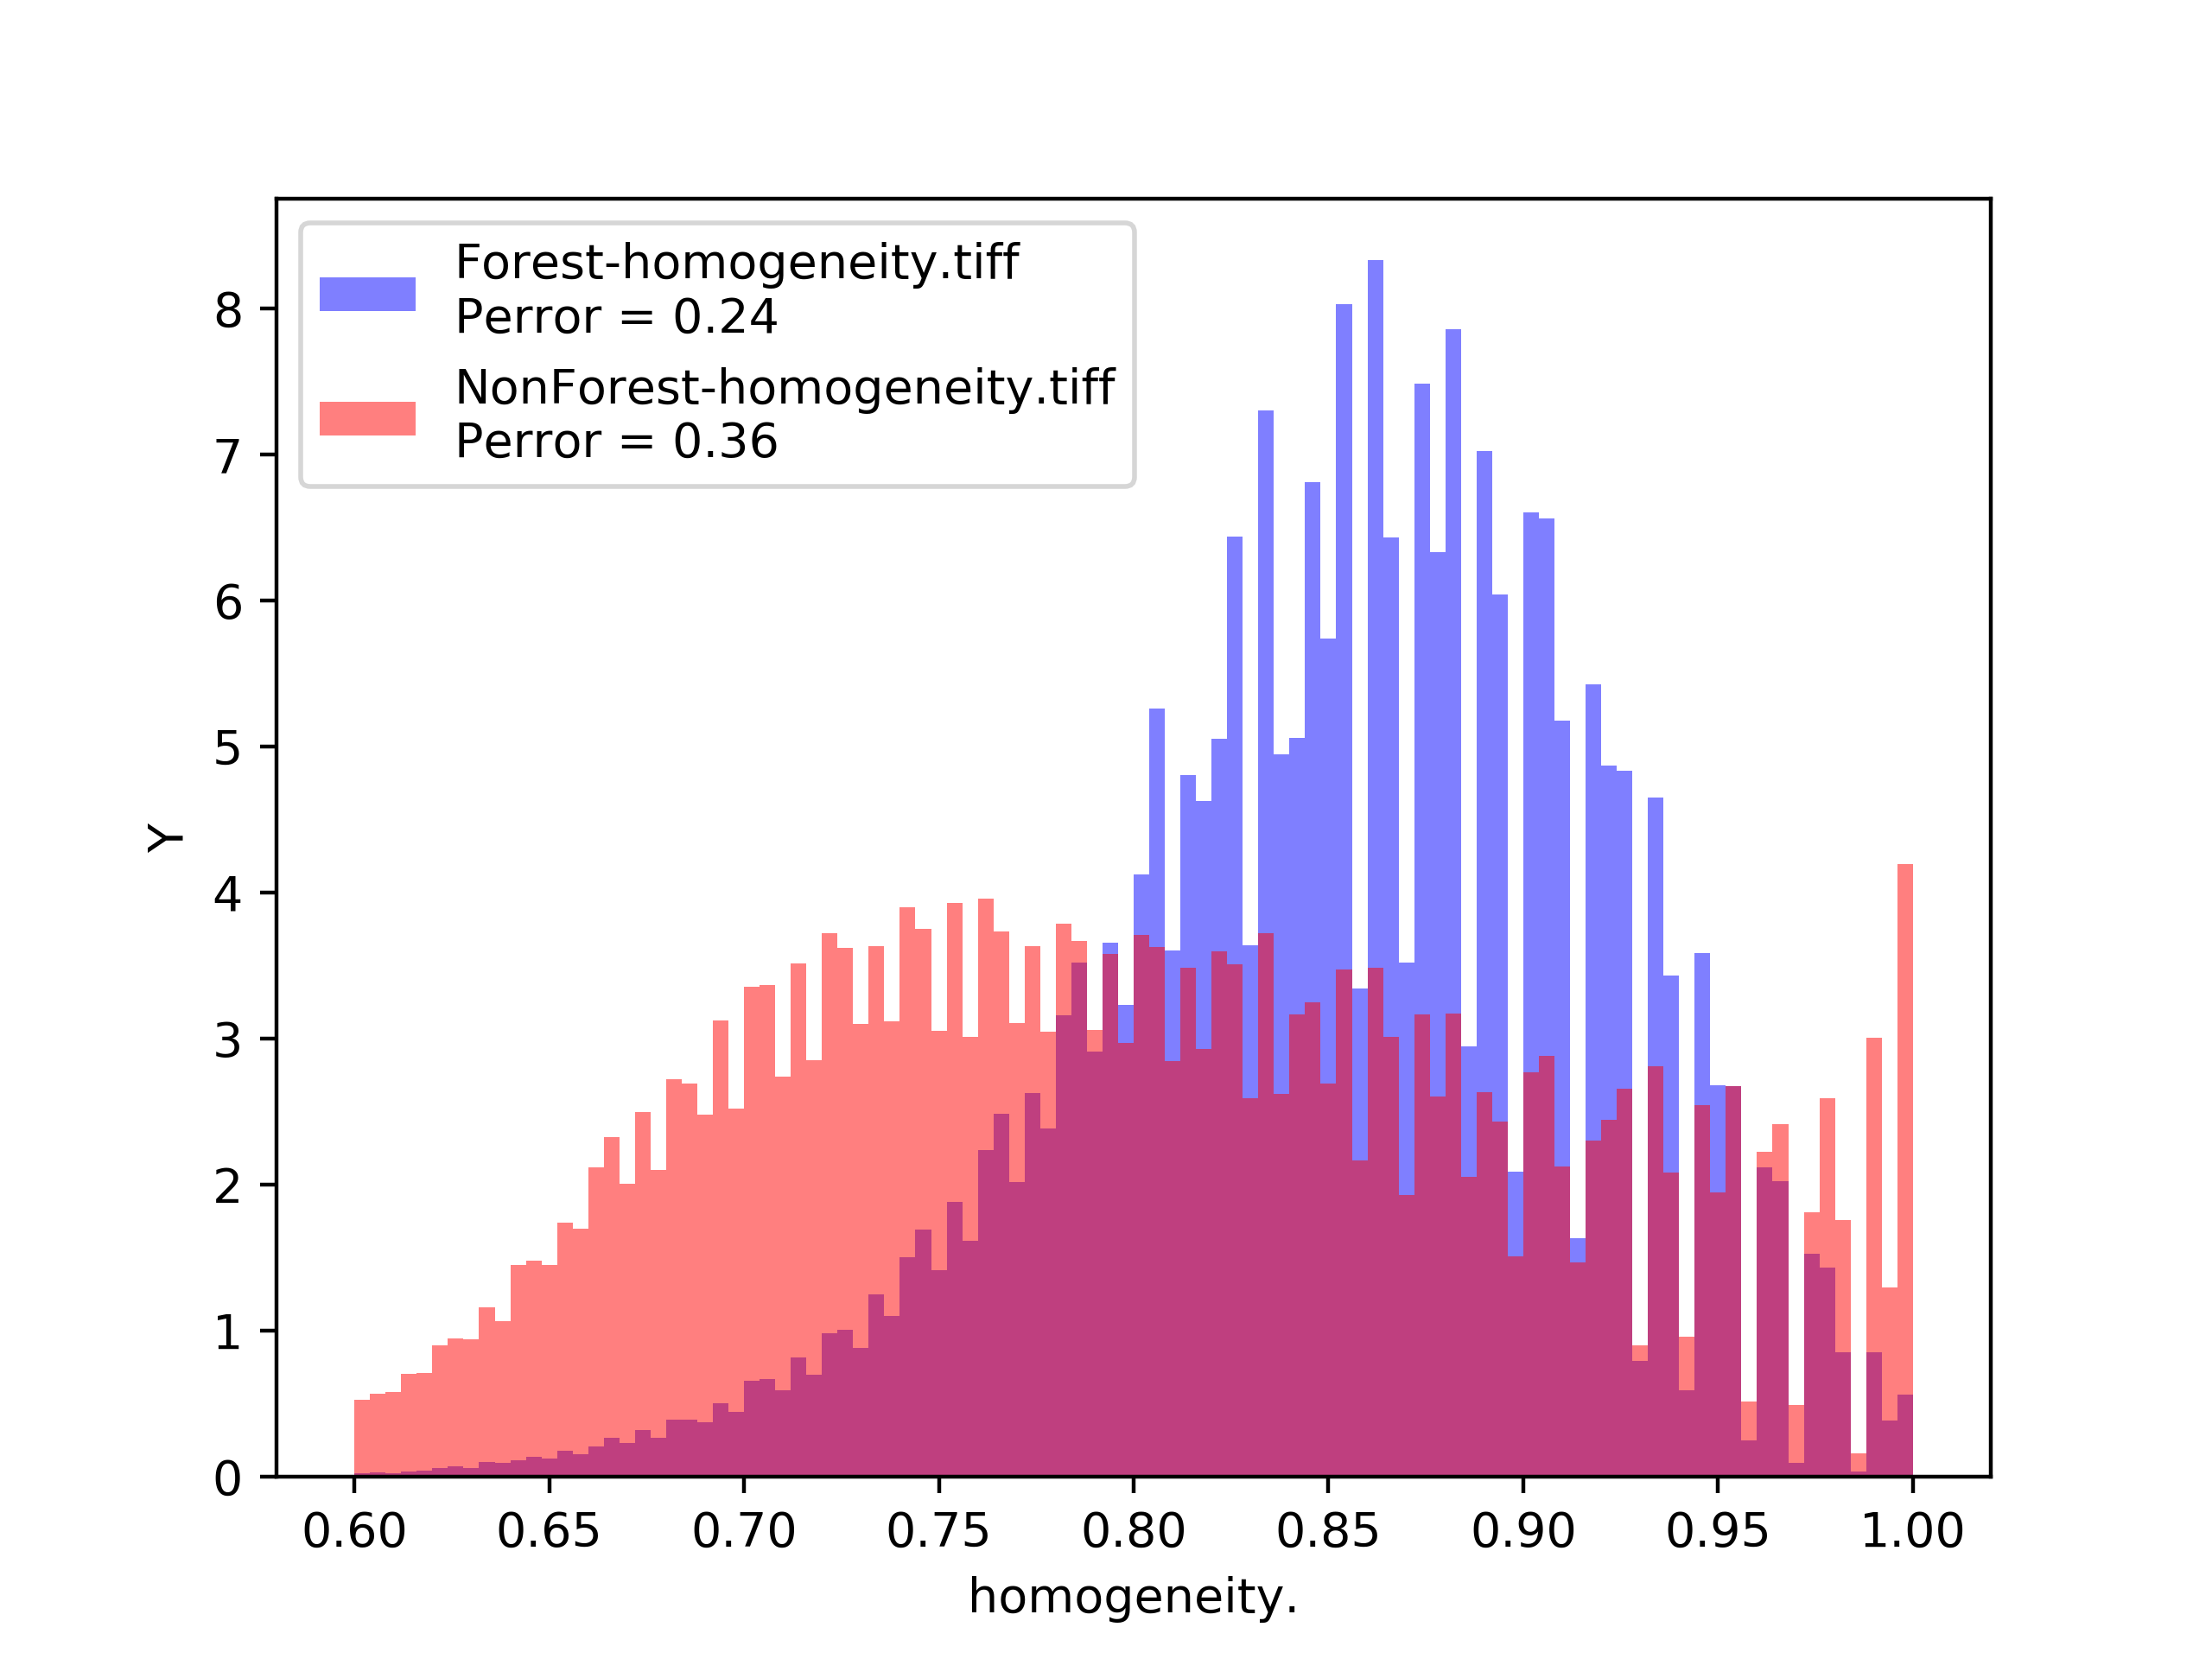 Forest-homogeneity.tiff
Perror = 0.24
NonForest-homogeneity.tiff
Perror = 0.36
8
7
6
5
4
3
2
1
0
Y
0.60 0.65 0.70 0.75 0.80 0.85 0.90 0.95 1.00
homogeneity.